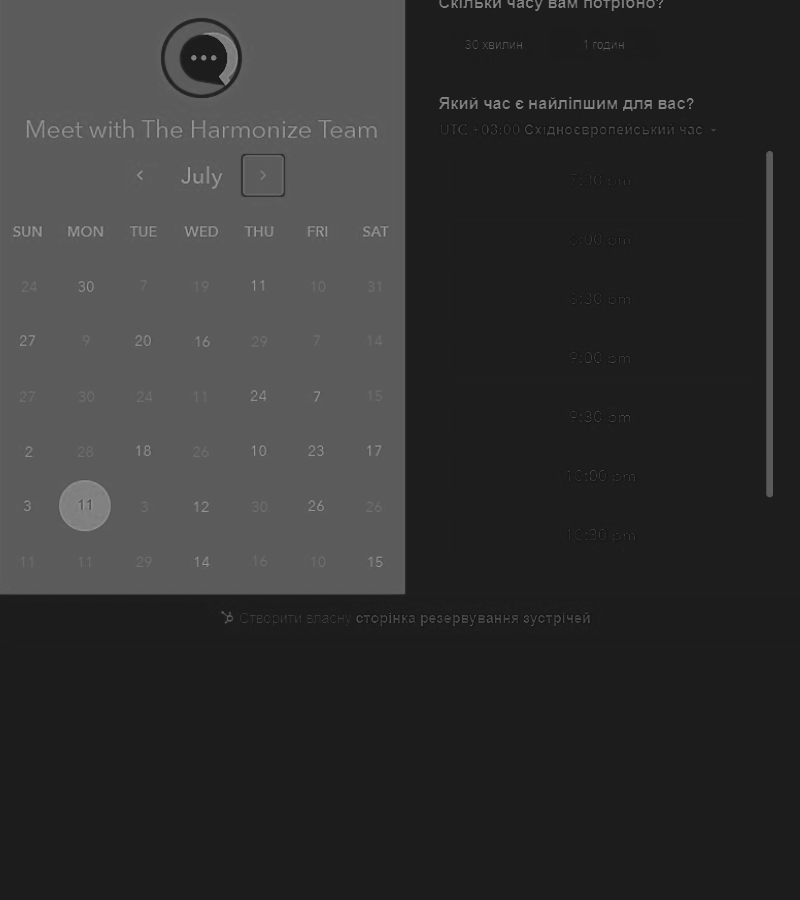 Meet with The Harmonize Team
July
SUN MON TUE WED THU FRI SAT
24 30 7 19 11 10 31
27 9 20 16 29 7 14
27 30 24 11 24 7 15
2 28 18 26 10 23 17
3 11 3 12 30 26 26
11 11 29 14 16 10 15
Скільки часу вам потрібно?
30 хвилин 1 годин
Який час є найліпшим для вас?
UTC +03:00 Східноєвропейський час
9:00 pm
9:30 pm
10:00 pm
10:30 pm
Створити власну сторінка резервування зустрічей